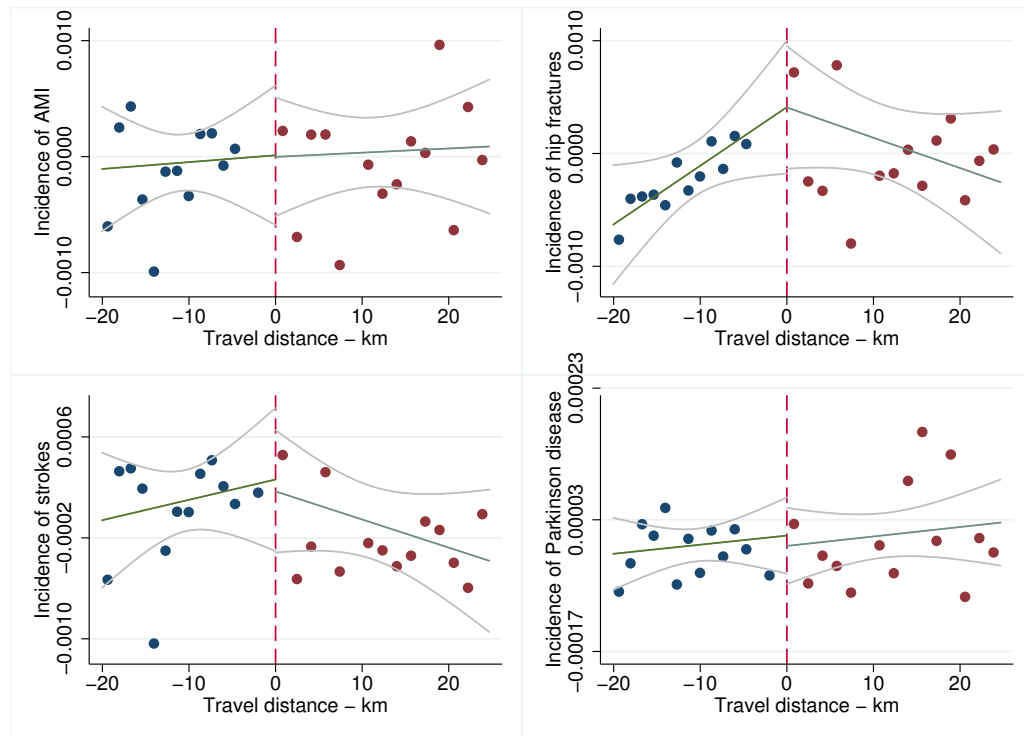 Incidence of AMI
0.0010
0.0000
−0.0010
−20 −10 0 10 20
Travel distance − km
Incidence of hip fractures
0.0010
0.0000
−0.0010
−20 −10 0 10 20
Travel distance − km
Incidence of strokes
0.0006
−0.0002
−0.0010
−20 −10 0 10 20
Travel distance − km
Incidence of Parkinson disease
0.00023
0.00003
−0.00017
−20 −10 0 10 20
Travel distance − km